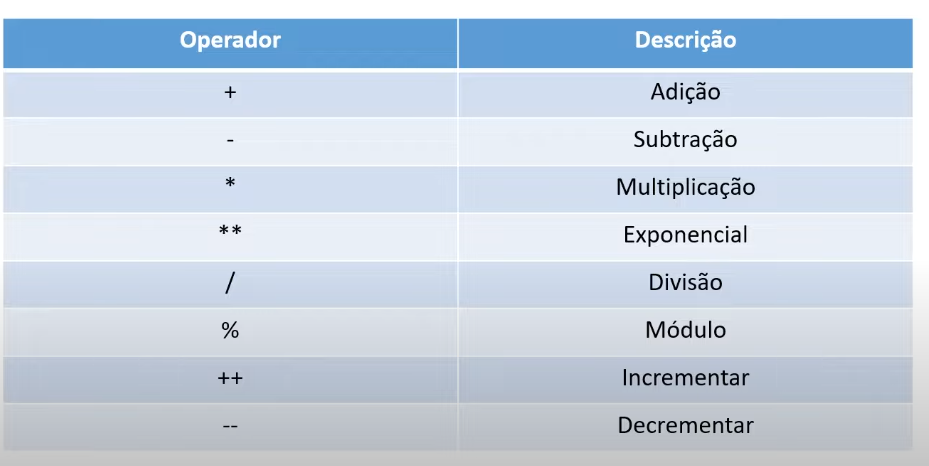 Operador Descrição
+ Adição
- Subtração
* Multiplicação
** Exponencial
/ Divisão
% Módulo
++ Incrementar
-- Decrementar